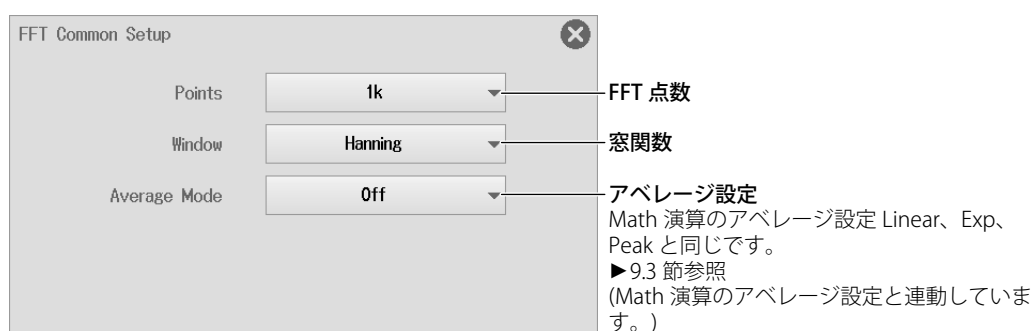 FFT Common Setup
Points 1k FFT 点数
Window Hanning 窓関数
Average Mode Off アベレージ設定
Math 演算のアベレージ設定 Linear、Exp、
Peak と同じです。
►9.3 節参照
(Math 演算のアベレージ設定と連動していま
す。)